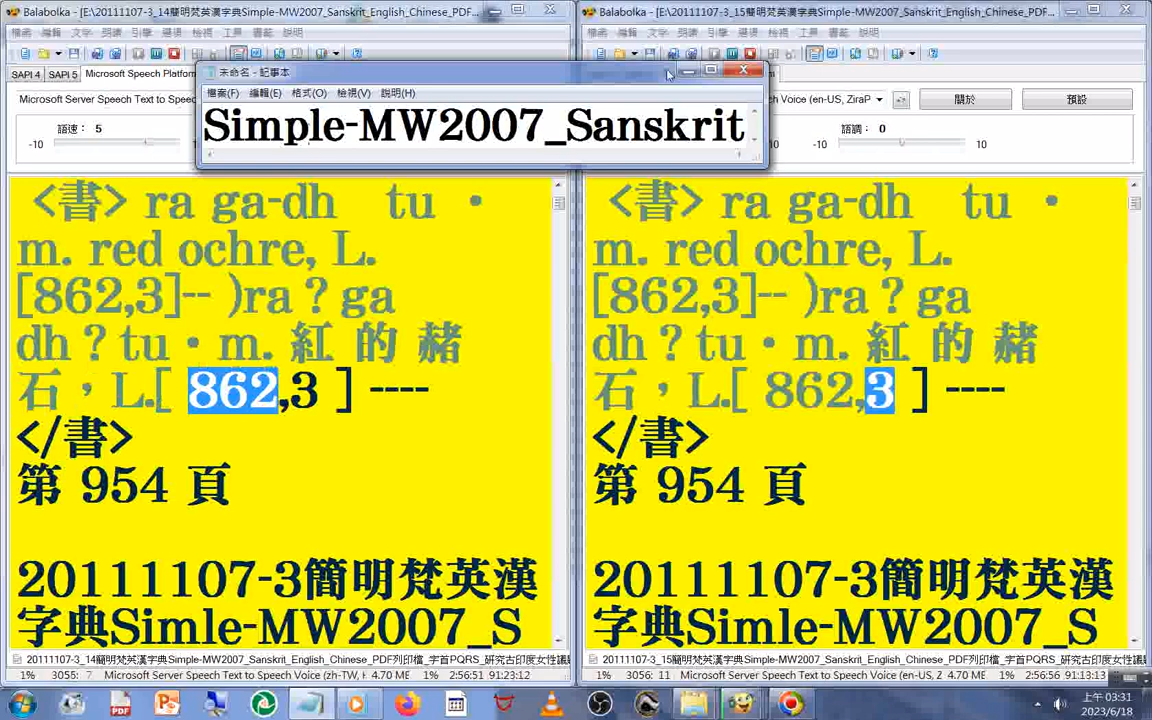 Balabolka - [E:\20111107-3_14簡明梵英漢字典Simple-MW2007_Sanskrit_English_Chinese_PDF...
Balabolka - [E:\20111107-3_15簡明梵英漢字典Simple-MW2007_Sanskrit_English_Chinese_PDF...
SAPI 4 SAPI 5 Microsoft Speech Platform
未命名 - 記事本
檔案(F) 編輯(E) 格式(O) 檢視(V) 說明(H)
Simple-MW2007_Sanskrit
Microsoft Server Speech Text to Speec
Voice (en-US, ZiraP
關於
預設
語速： 5
-10
語調： 0
-10 10
<書> ra ga-dh tu ·
m. red ochre, L.
[862,3]-- )ra？ga
dh？tu·m. 紅 的 赭
石，L.[ 862,3 ] ----
</書>
第 954 頁
20111107-3簡明梵英漢
字典Simle-MW2007_S
<書> ra ga-dh tu ·
m. red ochre, L.
[862,3]-- )ra？ga
dh？tu·m. 紅 的 赭
石，L.[ 862,3 ] ----
</書>
第 954 頁
20111107-3簡明梵英漢
字典Simle-MW2007_S
20111107-3_14簡明梵英漢字典Simple-MW2007_Sanskrit_English_Chinese_PDF列印檔_字首PQRS_研究古印度女性議
20111107-3_15簡明梵英漢字典Simple-MW2007_Sanskrit_English_Chinese_PDF列印檔_字首PQRS_研究古印度女性議
1% 3055: 7 Microsoft Server Speech Text to Speech Voice (zh-TW, H 4.70 ME 1% 2:56:51 91:23:12
1% 3056: 11 Microsoft Server Speech Text to Speech Voice (en-US, Z 4.70 ME 1% 2:56:56 91:13:13
上午 03:31
2023/6/18